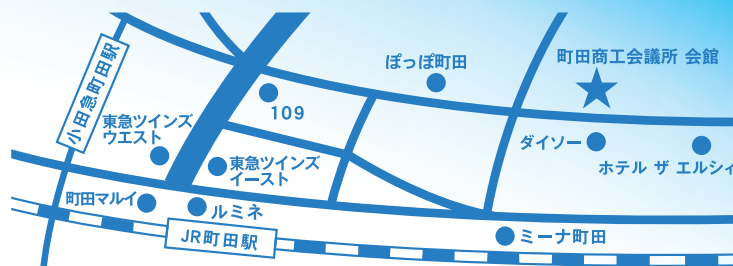 小田急町田駅
ぽっぽ町田
町田商工会議所 会館
109
東急ツインズ
ウエスト
ダイソー
東急ツインズ
イースト
ホテル ザ エルシィ
町田マルイ
ルミネ
JR町田駅
ミーナ町田